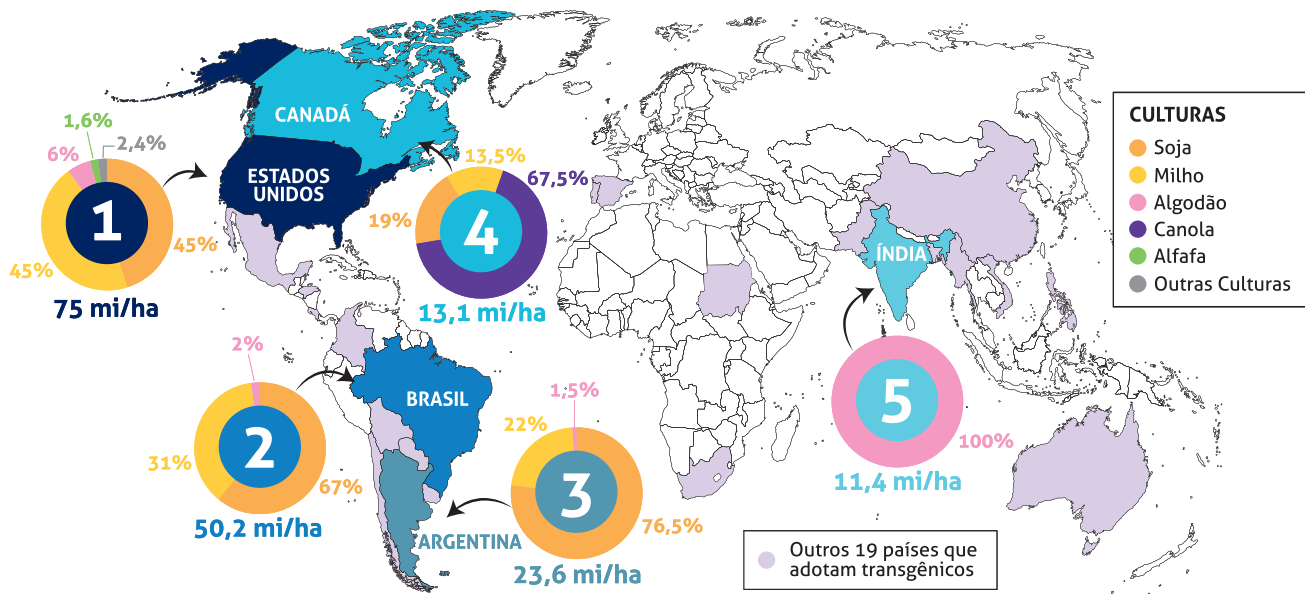 CANADÁ
ESTADOS
UNIDOS
1,6%
2,4%
6%
1
45%
45%
75 mi/ha
13,5%
67,5%
19%
4
13,1 mi/ha
2%
BRASIL
31%
2
67%
50,2 mi/ha
1,5%
22%
3
76,5%
ARGENTINA
23,6 mi/ha
ÍNDIA
5
100%
11,4 mi/ha
CULTURAS
Soja
Milho
Algodão
Canola
Alfafa
Outras Culturas
Outros 19 países que
adotam transgênicos